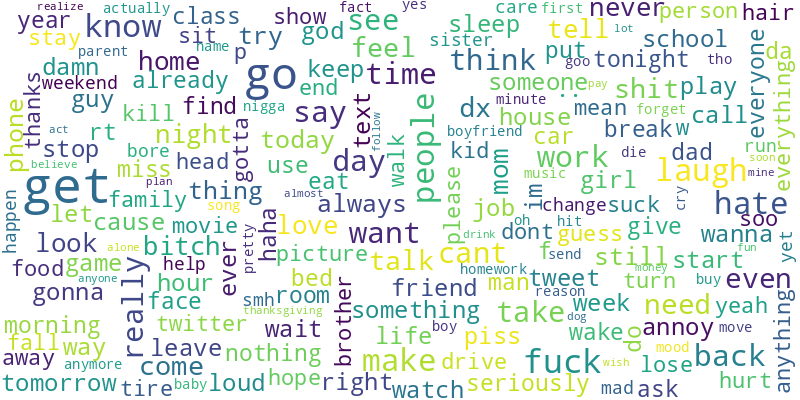 realize actually fact yes care first never person hair
year know class show god see sleep tell
stay sit try sister name lot put school
parent damn home p feel think goo tho da
weekend already keep time tonight everyone
thanks guy find end say text someone shit play
phone kill nigga dx .. pay minute mean call everything
rt gotta people house forget
stop bore night today walk boyfriend car break w
act follow
believe miss head use day kid work die dad run
plan eat mom girl laugh soon
happen family thing always please im music mine
let cause song almost job change suck cry hate
movie haha love want oh hit give soo
look bitch ever pretty picture cant dont guess wanna yet
alone talk drink f send still start fun
food game help bed homework tweet turn buy even
anyone hour smh room friend man reason money
gonna really face thanksgiving something take week need yeah
morning twitter brother boy dog do anything
fall way wait life piss wake annoy move
away anymore leave nothing make drive fuck mood back
come hope lose
tomorrow tire baby loud right watch seriously wish mad ask hurt
go get